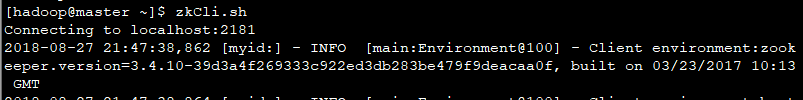 [hadoop@master ~]$ zkCli.sh
Connecting to localhost:2181
2018-08-27 21:47:38,862 [myid:] - INFO  [main:Environment@100] - Client environment:zook
eeper.version=3.4.10-39d3a4f269333c922ed3db283be479f9deacaa0f, built on 03/23/2017 10:13
 GMT